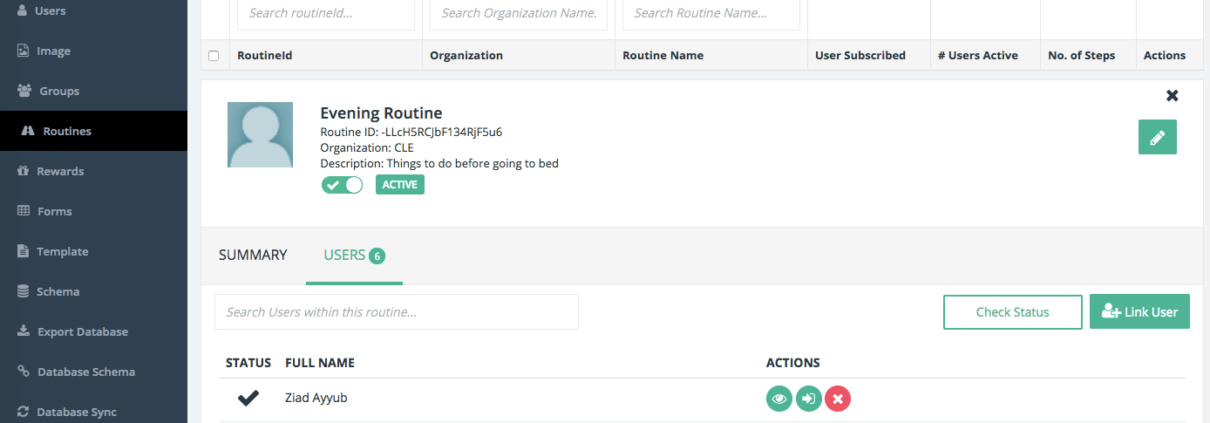 Users
Image
Groups
Routines
Rewards
Forms
Template
Schema
Export Database
Database Schema
Database Sync
Search routineId... Search Organization Name. Search Routine Name...
RoutineId Organization Routine Name User Subscribed # Users Active No. of Steps Actions
Evening Routine
Routine ID: -LLcH5RCJbF134RjF5u6
Organization: CLE
Description: Things to do before going to bed
ACTIVE
SUMMARY USERS 6
Search Users within this routine... Check Status Link User
STATUS FULL NAME ACTIONS
Ziad Ayyub